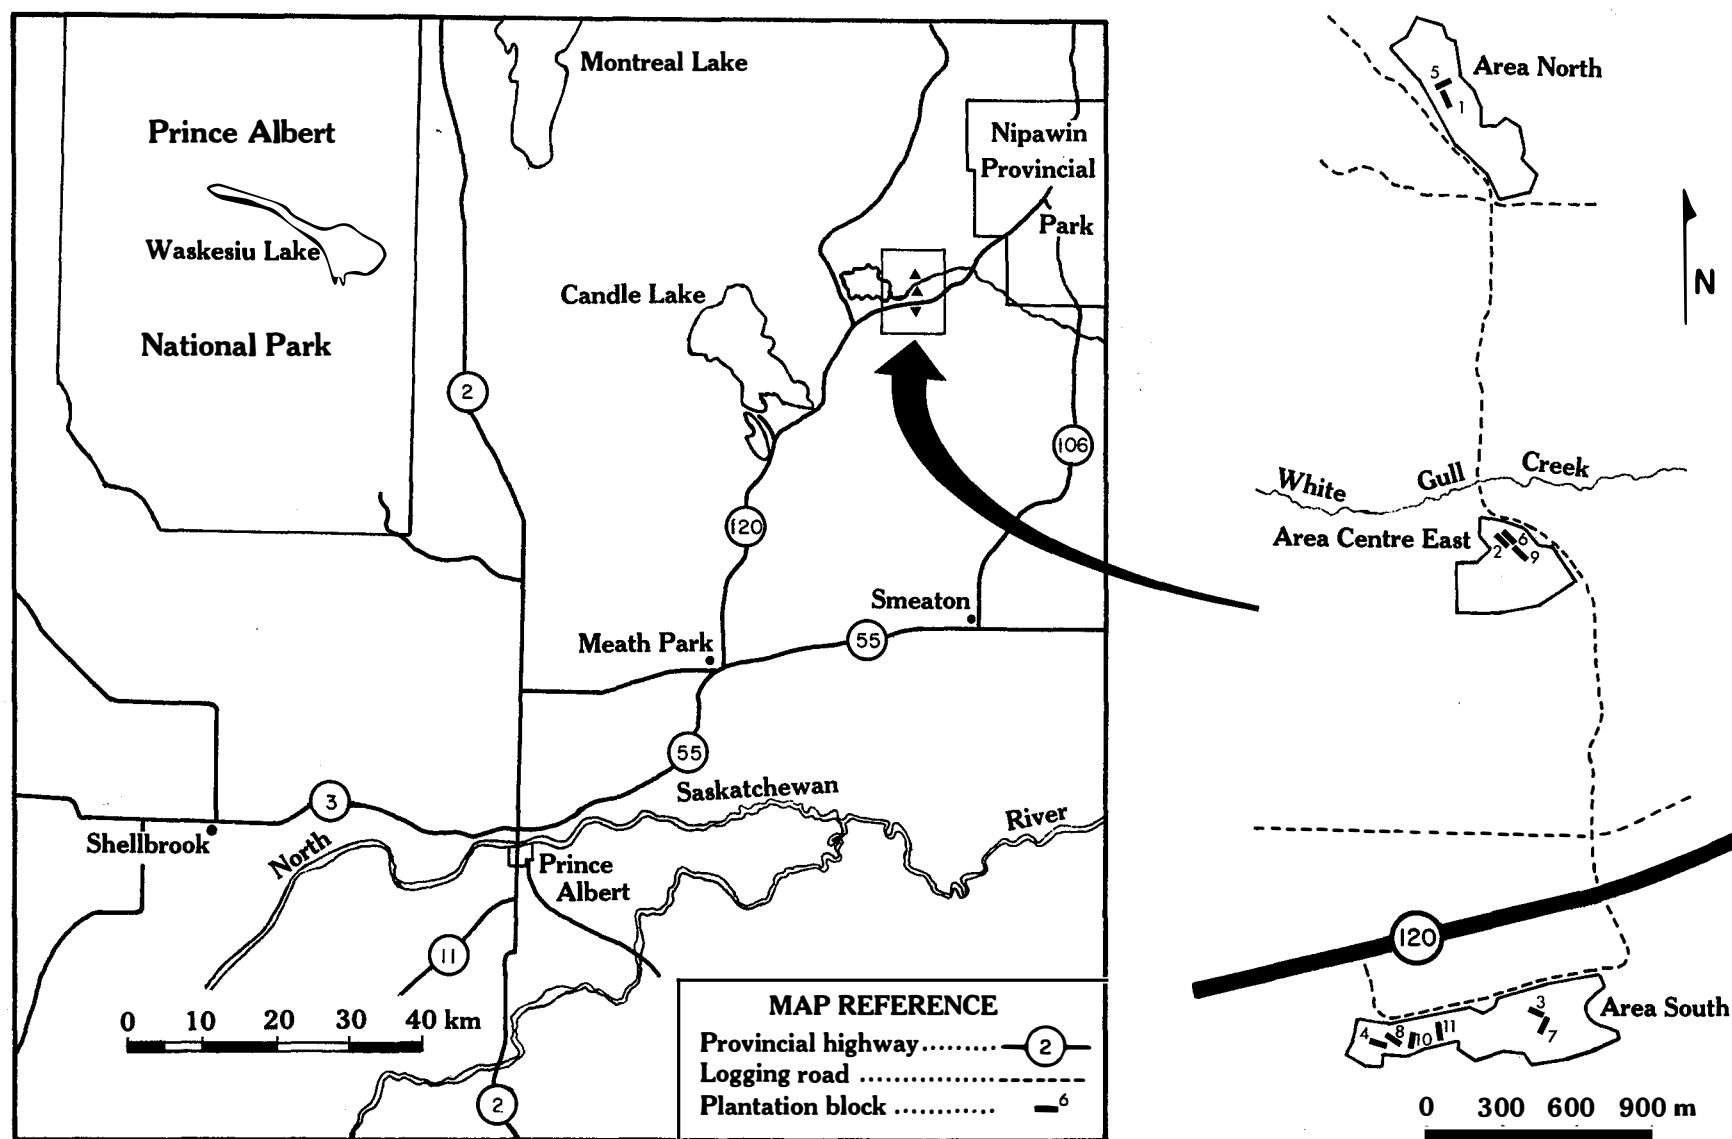 Montreal Lake
Prince Albert
Waskesiu Lake
National Park
Candle Lake
Nipawin
Provincial
Park
2
106
120
Smeaton
Meath Park
55
55
3
Shellbrook
North
Saskatchewan
River
Prince
Albert
11
2
0 10 20 30 40 km
MAP REFERENCE
Provincial highway.........2
Logging road ................
Plantation block ............6
Area North
5
1
N
White Gull Creek
Area Centre East
2 6 9
120
Area South
3
7
4 8 10 11
0 300 600 900 m